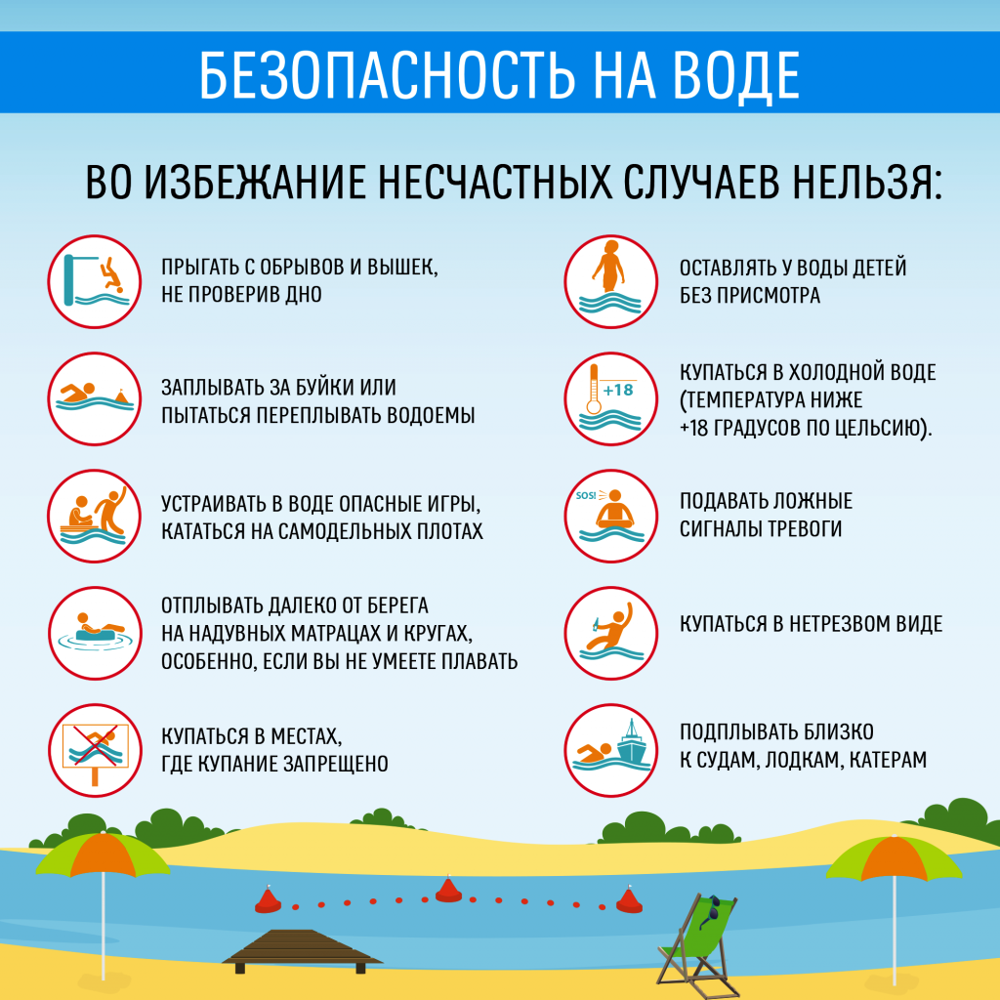 БЕЗОПАСНОСТЬ НА ВОДЕ
ВО ИЗБЕЖАНИЕ НЕСЧАСТНЫХ СЛУЧАЕВ НЕЛЬЗЯ:
ПРЫГАТЬ С ОБРЫВОВ И ВЫШЕК,
НЕ ПРОВЕРИВ ДНО
ЗАПЛЫВАТЬ ЗА БУЙКИ ИЛИ
ПЫТАТЬСЯ ПЕРЕПЛЫВАТЬ ВОДОЕМЫ
УСТРАИВАТЬ В ВОДЕ ОПАСНЫЕ ИГРЫ,
КАТАТЬСЯ НА САМОДЕЛЬНЫХ ПЛОТАХ
ОТПЛЫВАТЬ ДАЛЕКО ОТ БЕРЕГА
НА НАДУВНЫХ МАТРАЦАХ И КРУГАХ,
ОСОБЕННО, ЕСЛИ ВЫ НЕ УМЕЕТЕ ПЛАВАТЬ
КУПАТЬСЯ В МЕСТАХ,
ГДЕ КУПАНИЕ ЗАПРЕЩЕНО
ОСТАВЛЯТЬ У ВОДЫ ДЕТЕЙ
БЕЗ ПРИСМОТРА
+18
КУПАТЬСЯ В ХОЛОДНОЙ ВОДЕ
(ТЕМПЕРАТУРА НИЖЕ
+18 ГРАДУСОВ ПО ЦЕЛЬСИЮ).
SOS!
ПОДАВАТЬ ЛОЖНЫЕ
СИГНАЛЫ ТРЕВОГИ
КУПАТЬСЯ В НЕТРЕЗВОМ ВИДЕ
ПОДПЛЫВАТЬ БЛИЗКО
К СУДАМ, ЛОДКАМ, КАТЕРАМ